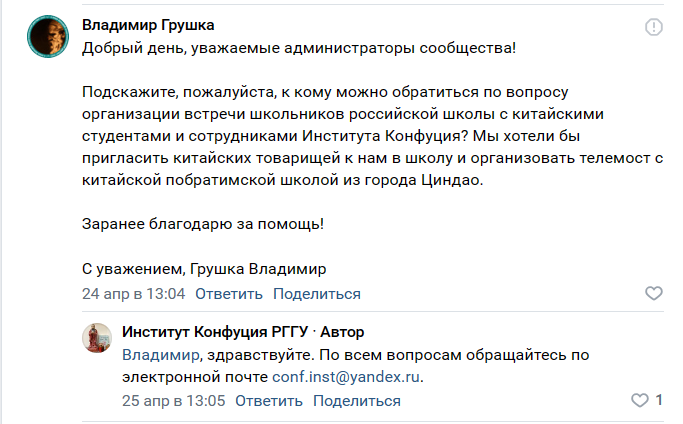 Владимир Грушка
Добрый день, уважаемые администраторы сообщества!
Подскажите, пожалуйста, к кому можно обратиться по вопросу
организации встречи школьников российской школы с китайскими
студентами и сотрудниками Института Конфуция? Мы хотели бы
пригласить китайских товарищей к нам в школу и организовать телемост с
китайской побратимской школой из города Циндао.
Заранее благодарю за помощь!
С уважением, Грушка Владимир
24 апр в 13:04 Ответить Поделиться
Институт Конфуция РГГУ · Автор
Владимир, здравствуйте. По всем вопросам обращайтесь по
электронной почте conf.inst@yandex.ru.
25 апр в 13:05 Ответить Поделиться 1